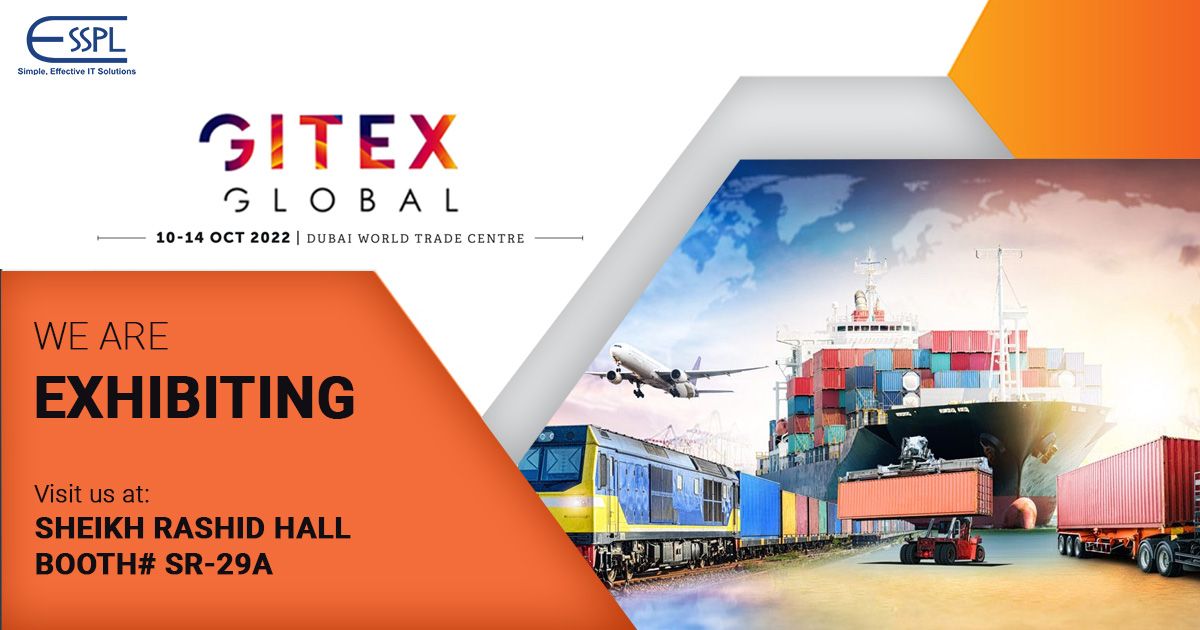 ESSPL
Simple, Effective IT Solutions
GITEX
GLOBAL
10-14 OCT 2022 | DUBAI WORLD TRADE CENTRE
WE ARE
EXHIBITING
Visit us at:
SHEIKH RASHID HALL
BOOTH# SR-29A